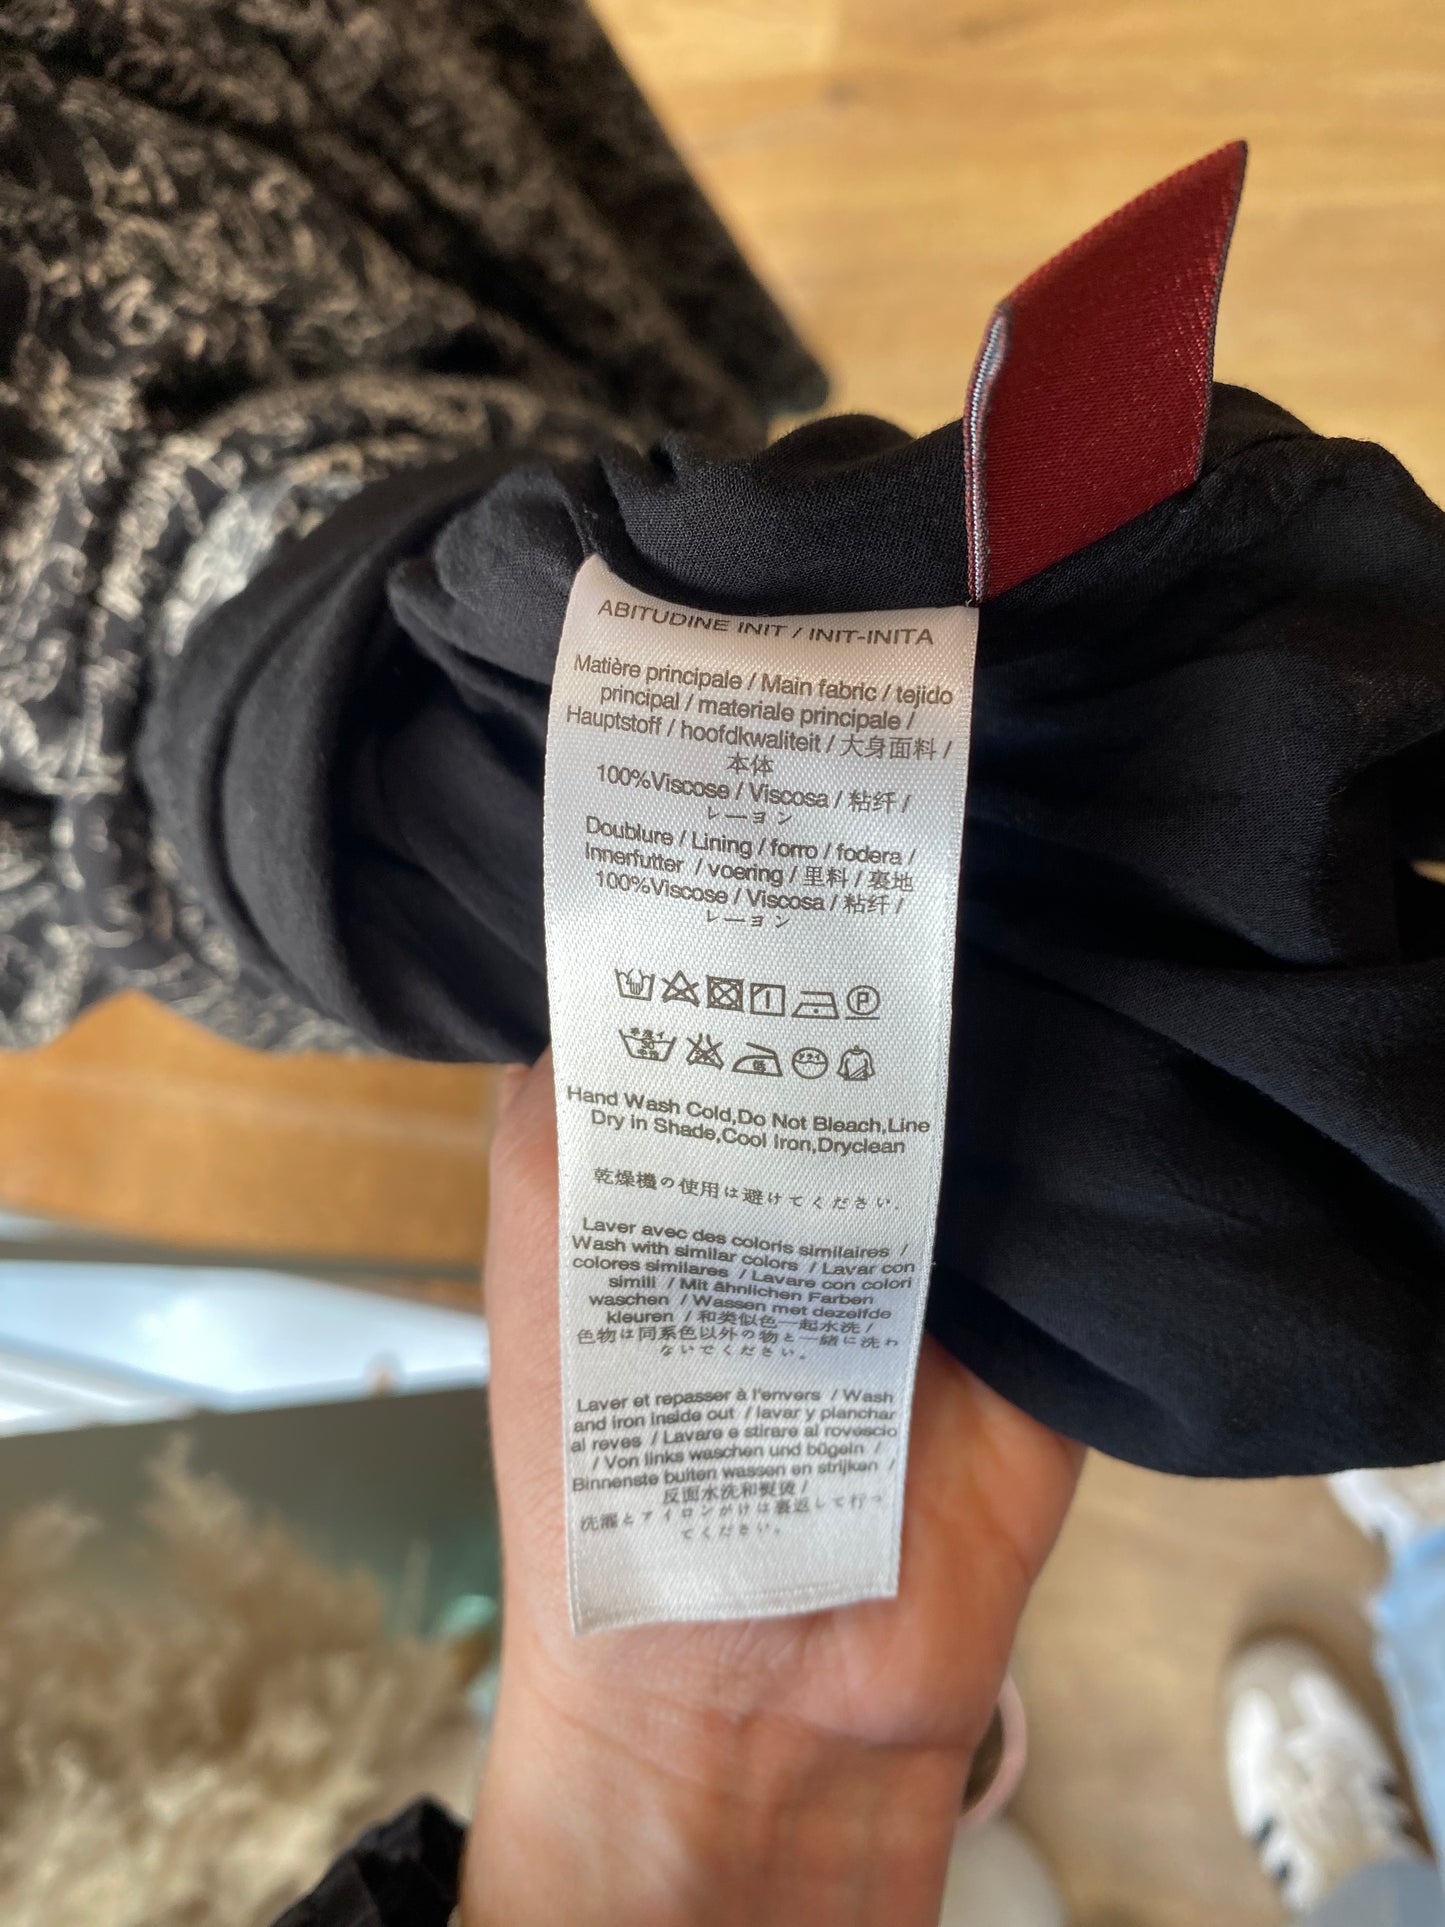 ABITUDINE INIT / INIT-INITA
Matière principale / Main fabric / tejido
principal / materiale principale /
Hauptstoff / hoofdkwaliteit / 大身面料 /
本体
100%Viscose / Viscosa / 粘纤 /
レーヨン
Doublure / Lining / forro / fodera /
Innerfutter / voering / 里料 / 裏地
100%Viscose / Viscosa / 粘纤 /
レーヨン
P
Hand Wash Cold,Do Not Bleach,Line
Dry in Shade,Cool Iron,Dryclean
乾燥機の使用は避けてください.
Laver avec des coloris similaires /
Wash with similar colors / Lavar con
colores similares / Lavare con colori
simili / Mit ähnlichen Farben
waschen / Wassen met dezelfde
kleuren / 和类似色一起水洗 /
色物は同系色以外の物と一緒に洗わ
ないでください。
Laver et repasser à l'envers / Wash
and iron inside out / lavar y planchar
al reves / Lavare e stirare al rovescio
/ Von links waschen und bügeln /
Binnenste buiten wassen en strijken /
反面水洗和熨烫 /
洗濯とアイロンがけは裏返して行っ
てください。